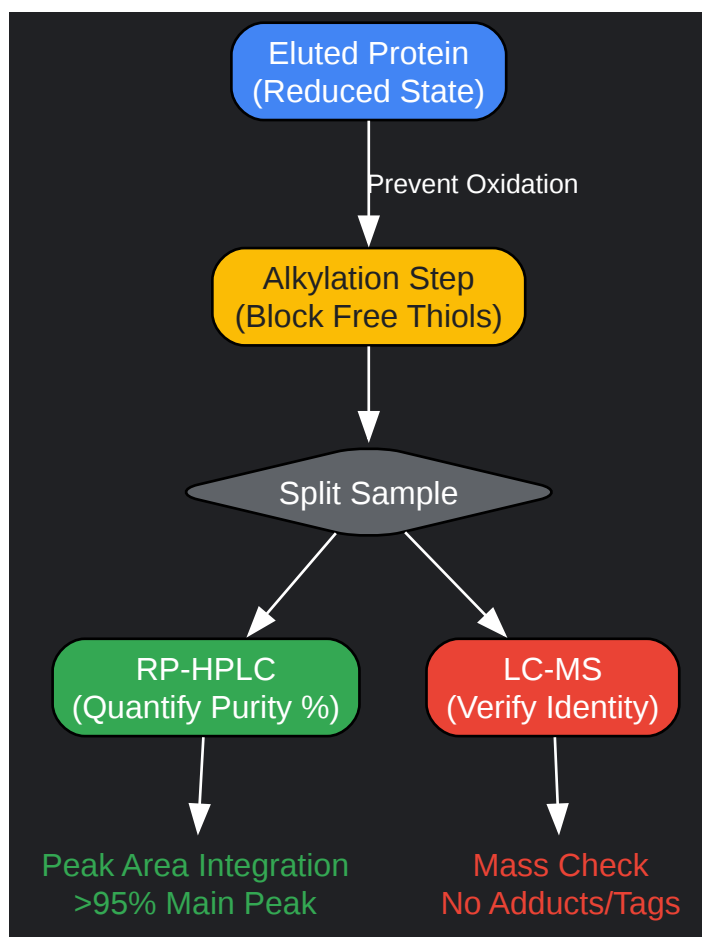 Eluted Protein
(Reduced State)
Prevent Oxidation
Alkylation Step
(Block Free Thiols)
Split Sample
RP-HPLC
(Quantify Purity %)
LC-MS
(Verify Identity)
Peak Area Integration
>95% Main Peak
Mass Check
No Adducts/Tags